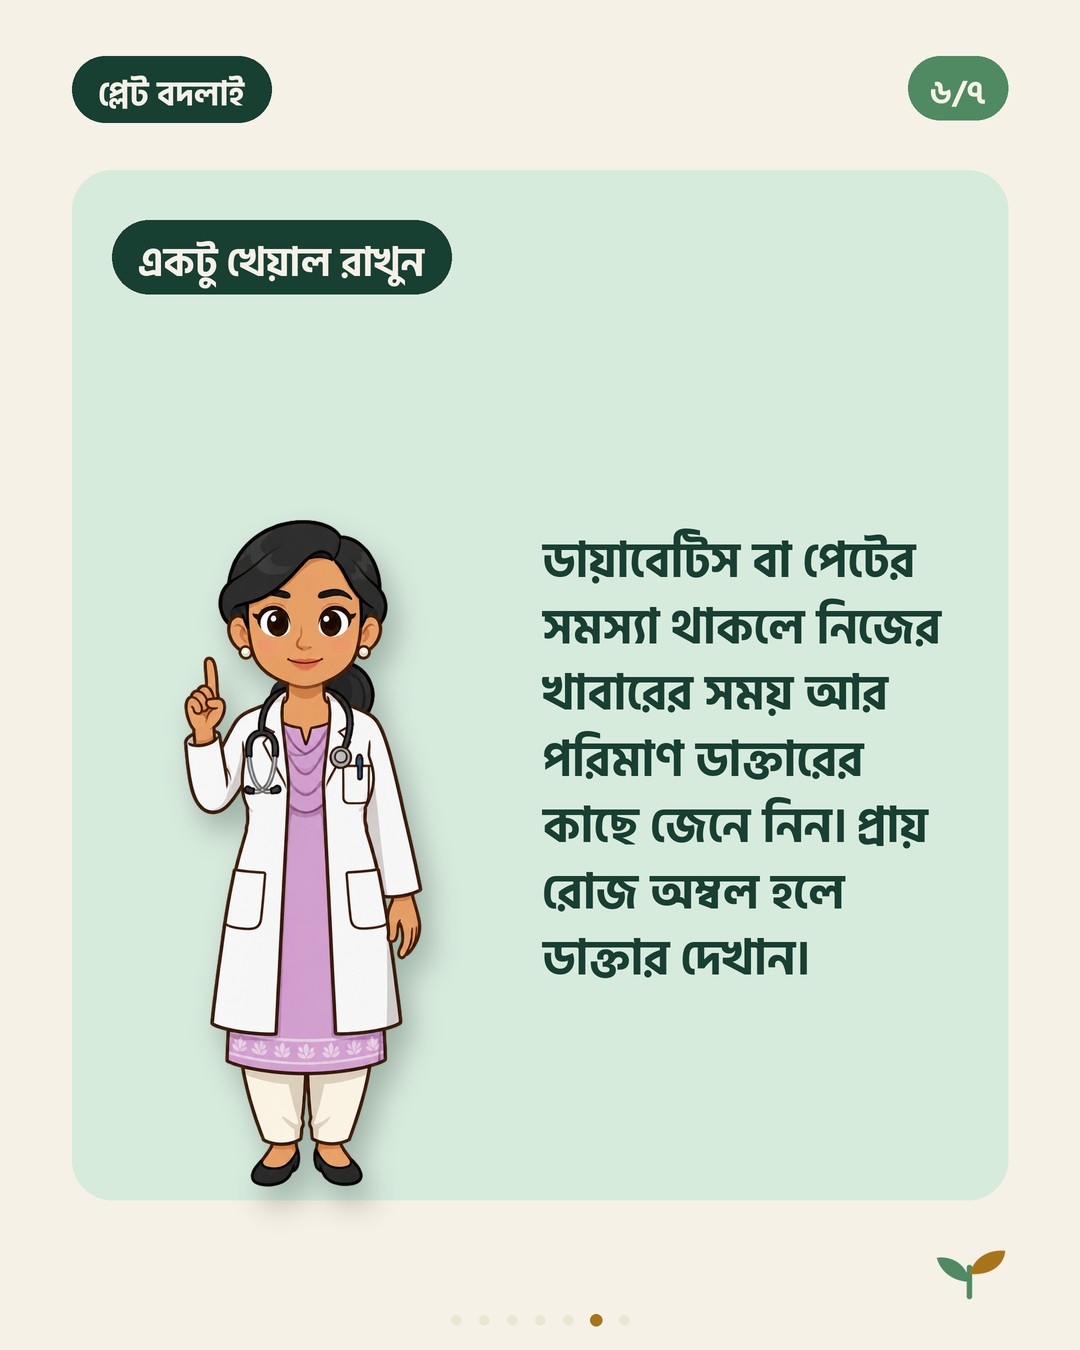 প্লেট বদলাই
৬/৭
একটু খেয়াল রাখুন
ডায়াবেটিস বা পেটের
সমস্যা থাকলে নিজের
খাবারের সময় আর
পরিমাণ ডাক্তারের
কাছে জেনে নিন। প্রায়
রোজ অম্বল হলে
ডাক্তার দেখান।